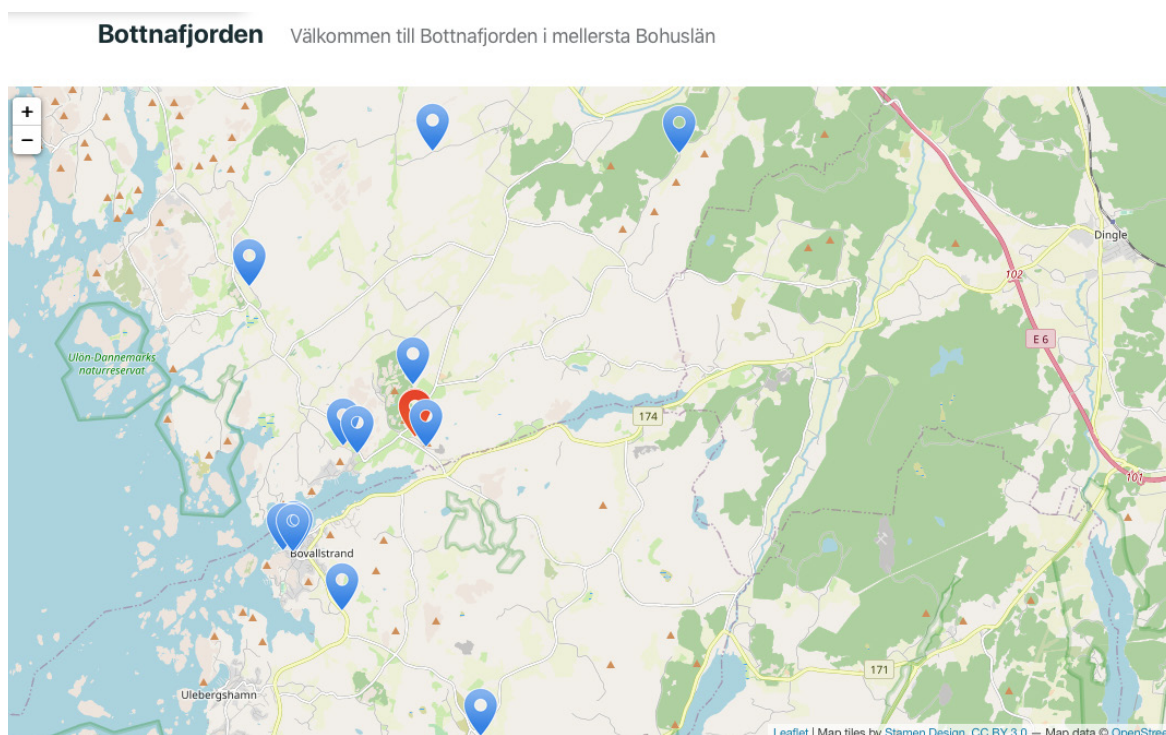 Bottnafjorden Välkommen till Bottnafjorden i mellersta Bohuslän
+
−
Dingle
102
E 6
Ulön-Dannemarks
naturreservat
174
101
Bovallstrand
171
Ulebergshamn
Leaflet | Map tiles by Stamen Design, CC BY 3.0 — Map data © OpenStree